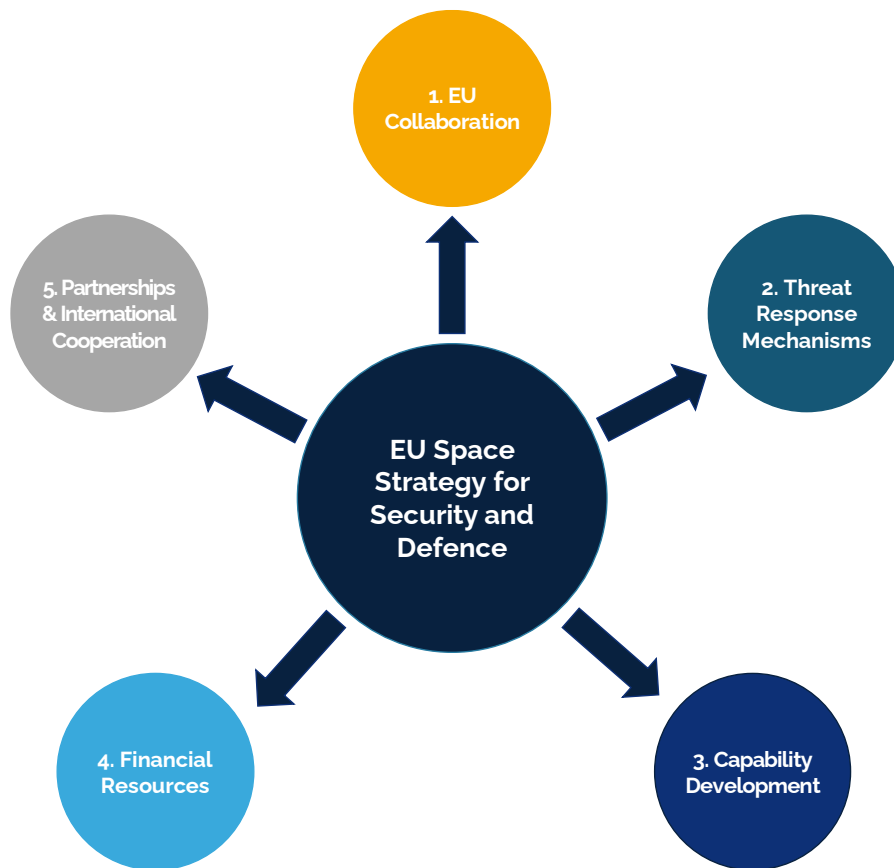 1. EU
Collaboration
2. Threat
Response
Mechanisms
3. Capability
Development
4. Financial
Resources
5. Partnerships
& International
Cooperation
EU Space
Strategy for
Security and
Defence